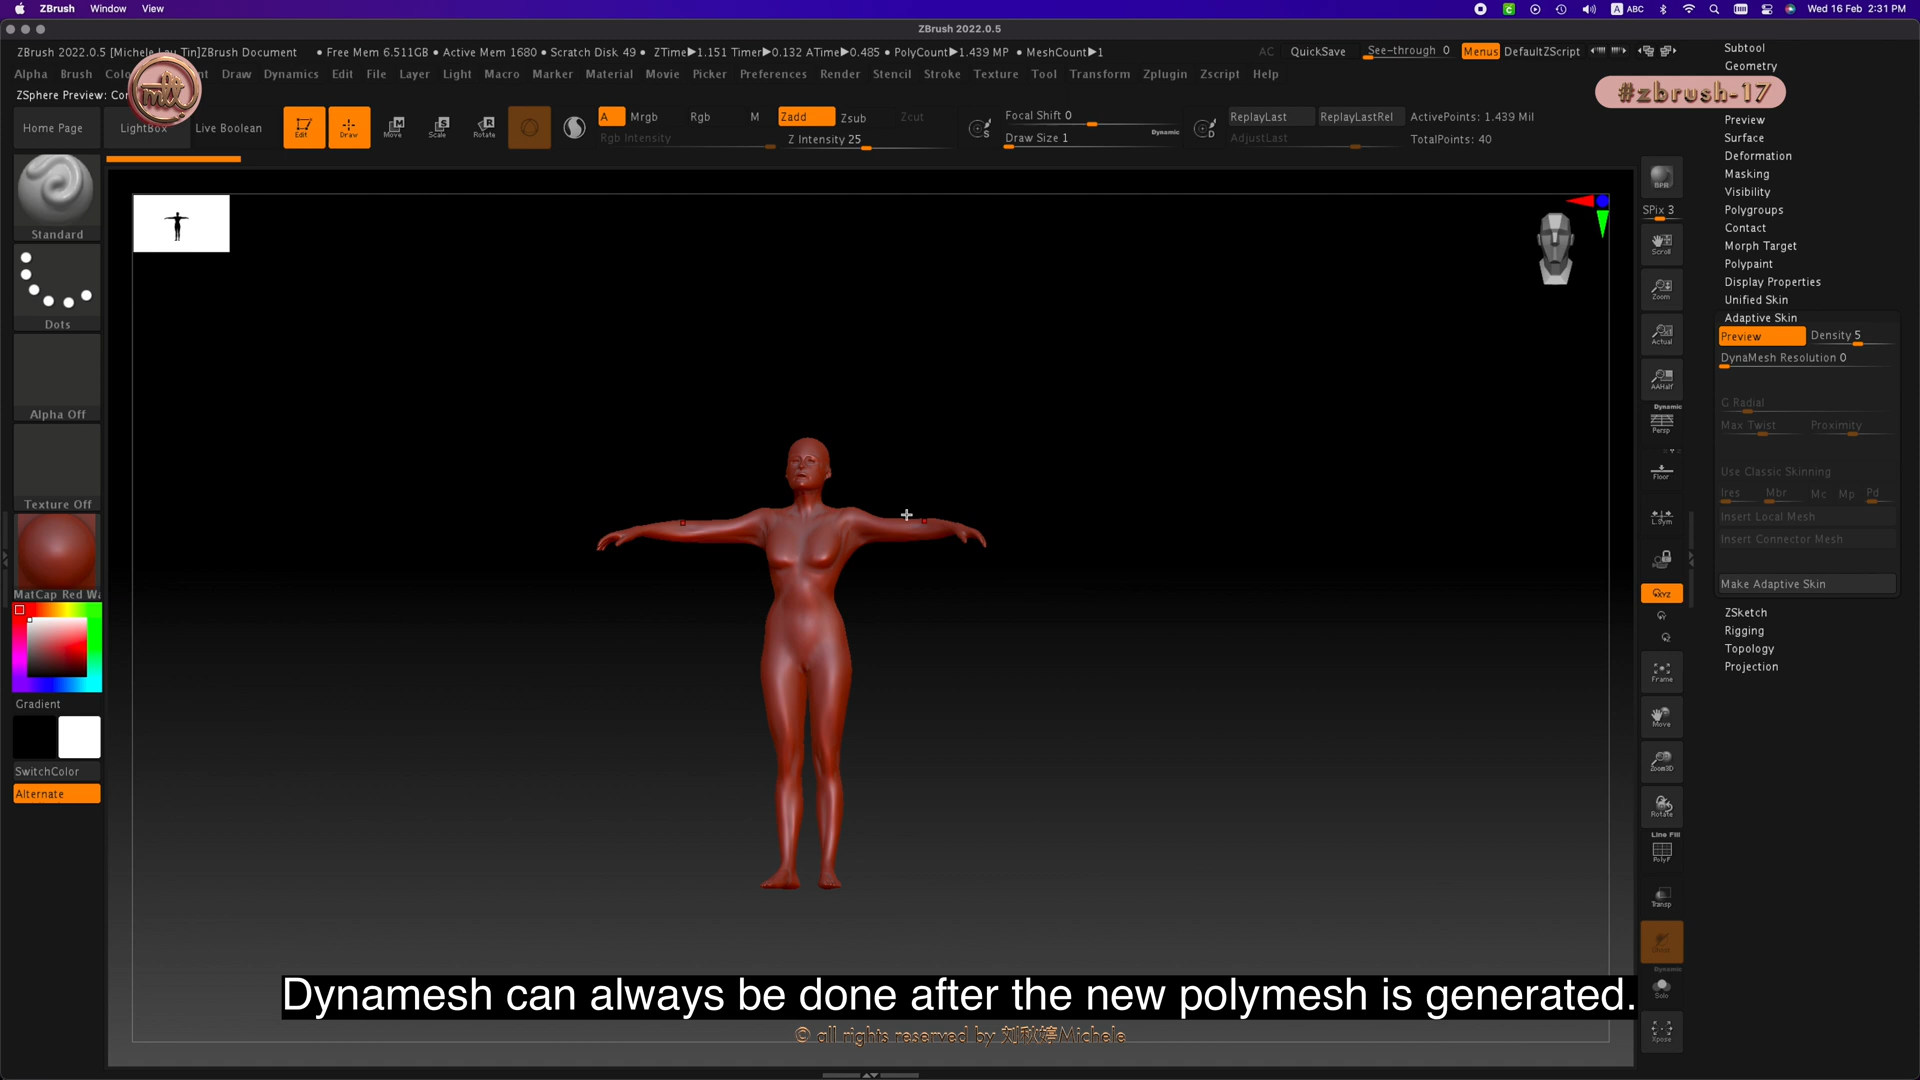 ZBrush Window View
ABC Wed 16 Feb 2:31 PM
ZBrush 2022.0.5
ZBrush 2022.0.5 [Michele Lau Tin]ZBrush Document • Free Mem 6.511GB • Active Mem 1680 • Scratch Disk 49 • ZTime▶1.151 Timer▶0.132 ATime▶0.485 • PolyCount▶1.439 MP • MeshCount▶1
AC QuickSave See-through 0 Menus DefaultZScript
Alpha Brush Draw Dynamics Edit File Layer Light Macro Marker Material Movie Picker Preferences Render Stencil Stroke Texture Tool Transform Zplugin Zscript Help
ZSphere Preview:
mlt
#zbrush-17
Home Page LightBox Live Boolean
Edit Draw Move Scale Rotate
A Mrgb Rgb M
Rgb Intensity
Zadd Zsub Zcut
Z Intensity 25
S
Focal Shift 0
Draw Size 1
Dynamic
D
ReplayLast ReplayLastRel
AdjustLast
ActivePoints: 1.439 Mil
TotalPoints: 40
Standard
Dots
Alpha Off
Texture Off
MatCap Red Wa
Gradient
SwitchColor
Alternate
BPR
SPix 3
Scroll
Zoom
Actual
AAHalf
Dynamic
Persp
Floor
L.Sym
XYZ
Frame
Move
Zoom3D
Rotate
Line Fill
PolyF
Transp
Dynamic
Solo
Xpose
Subtool
Geometry
Preview
Surface
Deformation
Masking
Visibility
Polygroups
Contact
Morph Target
Polypaint
Display Properties
Unified Skin
Adaptive Skin
Preview Density 5
DynaMesh Resolution 0
G Radial
Max Twist Proximity
Use Classic Skinning
Ires Mbr Mc Mp Pd
Insert Local Mesh
Insert Connector Mesh
Make Adaptive Skin
ZSketch
Rigging
Topology
Projection
Dynamesh can always be done after the new polymesh is generated.
© all rights reserved by 刘秋婷Michele